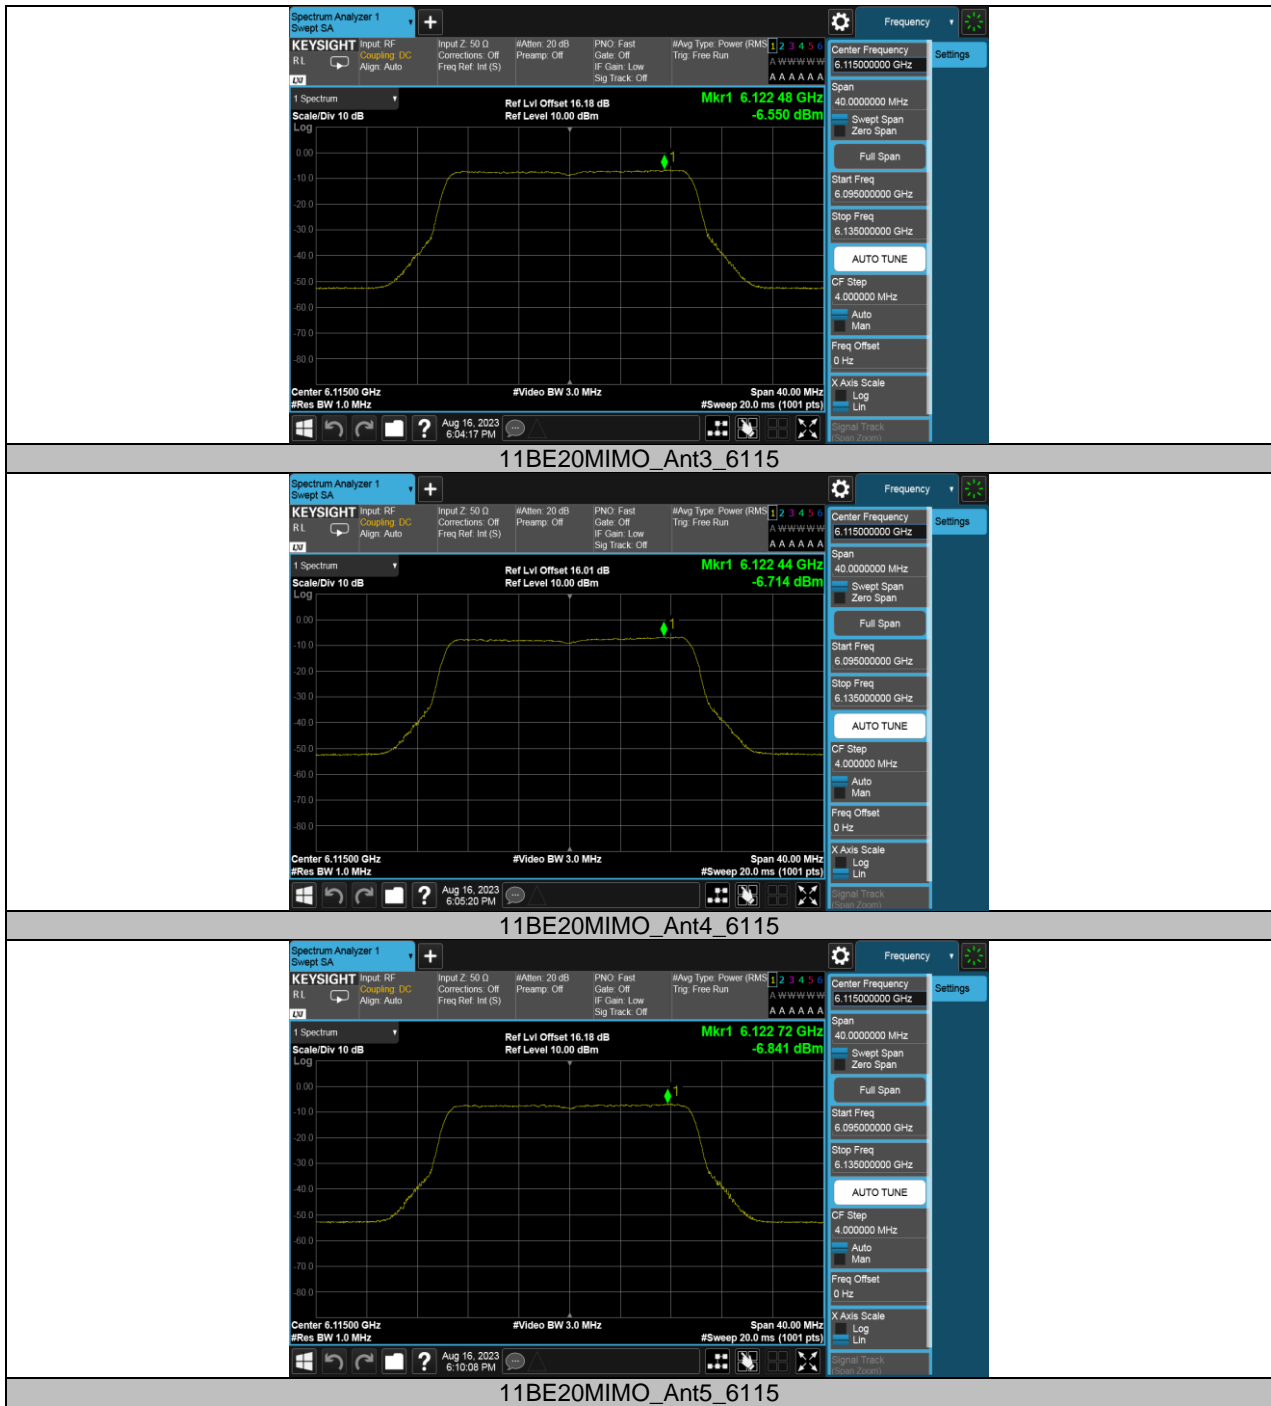 Spectrum Analyzer 1
Swept SA
Frequency
KEYSIGHT Input: RF Input Z: 50 Ω #Atten: 20 dB PNO: Fast #Avg Type: Power (RMS 1 2 3 4 5 6
RL Coupling: DC Corrections: Off Preamp: Off Gate: Off Trig: Free Run A W W W W W
Align: Auto Freq Ref: Int (S) IF Gain: Low
LXI Sig Track: Off A A A A A A
1 Spectrum
Ref Lvl Offset 16.18 dB
Mkr1 6.122 48 GHz
Scale/Div 10 dB Ref Level 10.00 dBm -6.550 dBm
Log
1
0.00
-10.0
-20.0
-30.0
-40.0
-50.0
-60.0
-70.0
-80.0
Center 6.11500 GHz #Video BW 3.0 MHz Span 40.00 MHz
#Res BW 1.0 MHz #Sweep 20.0 ms (1001 pts)
Aug 16, 2023
6:04:17 PM
Center Frequency
6.115000000 GHz
Settings
Span
40.0000000 MHz
Swept Span
Zero Span
Full Span
Start Freq
6.095000000 GHz
Stop Freq
6.135000000 GHz
AUTO TUNE
CF Step
4.000000 MHz
Auto
Man
Freq Offset
0 Hz
X Axis Scale
Log
Lin
Signal Track
(Span Zoom)
11BE20MIMO_Ant3_6115
Spectrum Analyzer 1
Swept SA
Frequency
KEYSIGHT Input: RF Input Z: 50 Ω #Atten: 20 dB PNO: Fast #Avg Type: Power (RMS 1 2 3 4 5 6
RL Coupling: DC Corrections: Off Preamp: Off Gate: Off Trig: Free Run A W W W W W
Align: Auto Freq Ref: Int (S) IF Gain: Low
LXI Sig Track: Off A A A A A A
1 Spectrum
Ref Lvl Offset 16.01 dB
Mkr1 6.122 44 GHz
Scale/Div 10 dB Ref Level 10.00 dBm -6.714 dBm
Log
1
0.00
-10.0
-20.0
-30.0
-40.0
-50.0
-60.0
-70.0
-80.0
Center 6.11500 GHz #Video BW 3.0 MHz Span 40.00 MHz
#Res BW 1.0 MHz #Sweep 20.0 ms (1001 pts)
Aug 16, 2023
6:05:20 PM
Center Frequency
6.115000000 GHz
Settings
Span
40.0000000 MHz
Swept Span
Zero Span
Full Span
Start Freq
6.095000000 GHz
Stop Freq
6.135000000 GHz
AUTO TUNE
CF Step
4.000000 MHz
Auto
Man
Freq Offset
0 Hz
X Axis Scale
Log
Lin
Signal Track
(Span Zoom)
11BE20MIMO_Ant4_6115
Spectrum Analyzer 1
Swept SA
Frequency
KEYSIGHT Input: RF Input Z: 50 Ω #Atten: 20 dB PNO: Fast #Avg Type: Power (RMS 1 2 3 4 5 6
RL Coupling: DC Corrections: Off Preamp: Off Gate: Off Trig: Free Run A W W W W W
Align: Auto Freq Ref: Int (S) IF Gain: Low
LXI Sig Track: Off A A A A A A
1 Spectrum
Ref Lvl Offset 16.18 dB
Mkr1 6.122 72 GHz
Scale/Div 10 dB Ref Level 10.00 dBm -6.841 dBm
Log
1
0.00
-10.0
-20.0
-30.0
-40.0
-50.0
-60.0
-70.0
-80.0
Center 6.11500 GHz #Video BW 3.0 MHz Span 40.00 MHz
#Res BW 1.0 MHz #Sweep 20.0 ms (1001 pts)
Aug 16, 2023
6:10:08 PM
Center Frequency
6.115000000 GHz
Settings
Span
40.0000000 MHz
Swept Span
Zero Span
Full Span
Start Freq
6.095000000 GHz
Stop Freq
6.135000000 GHz
AUTO TUNE
CF Step
4.000000 MHz
Auto
Man
Freq Offset
0 Hz
X Axis Scale
Log
Lin
Signal Track
(Span Zoom)
11BE20MIMO_Ant5_6115